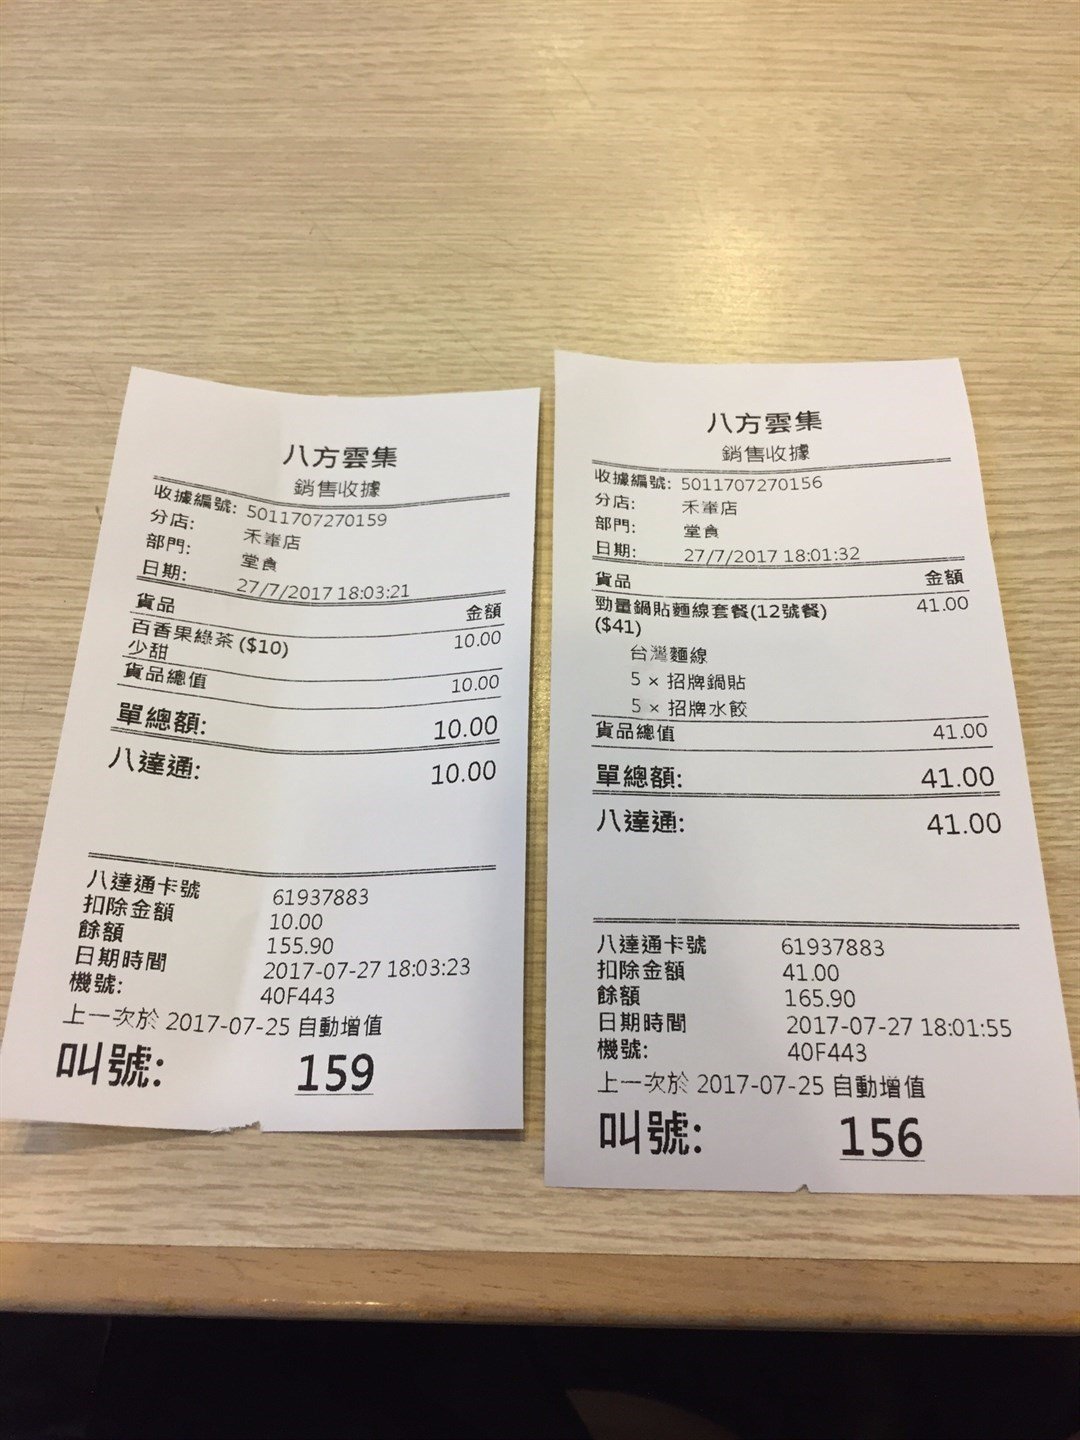 八方雲集
銷售收據
收據編號: 5011707270159
分店: 禾輋店
部門: 堂食
日期: 27/7/2017 18:03:21
貨品 金額
百香果綠茶 ($10) 10.00
少甜
貨品總值 10.00
單總額: 10.00
八達通: 10.00
八達通卡號 61937883
扣除金額 10.00
餘額 155.90
日期時間 2017-07-27 18:03:23
機號: 40F443
上一次於 2017-07-25 自動增值
叫號: 159
八方雲集
銷售收據
收據編號: 5011707270156
分店: 禾輋店
部門: 堂食
日期: 27/7/2017 18:01:32
貨品 金額
勁量鍋貼麵線套餐(12號餐) 41.00
($41)
台灣麵線
5 × 招牌鍋貼
5 × 招牌水餃
貨品總值 41.00
單總額: 41.00
八達通: 41.00
八達通卡號 61937883
扣除金額 41.00
餘額 165.90
日期時間 2017-07-27 18:01:55
機號: 40F443
上一次於 2017-07-25 自動增值
叫號: 156